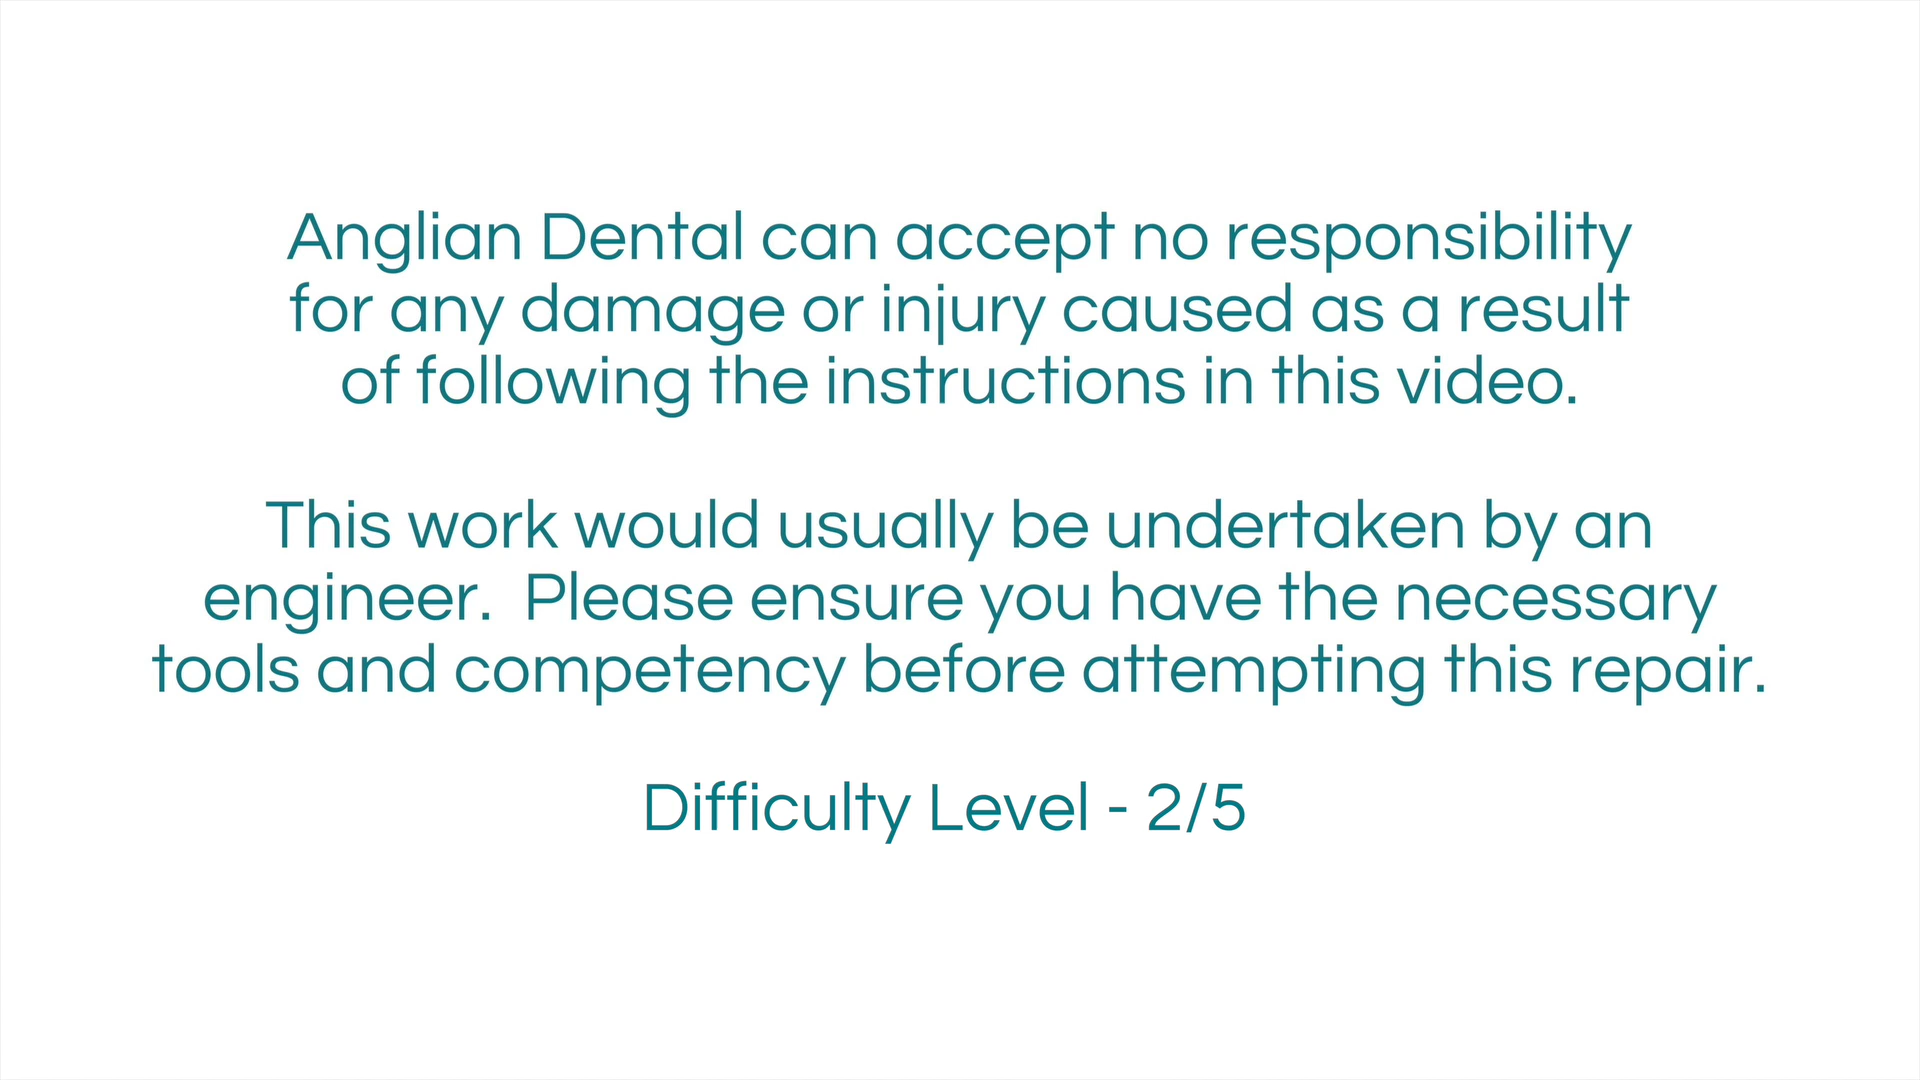 Anglian Dental can accept no responsibility
for any damage or injury caused as a result
of following the instructions in this video.
This work would usually be undertaken by an
engineer.  Please ensure you have the necessary
tools and competency before attempting this repair.
Difficulty Level - 2/5